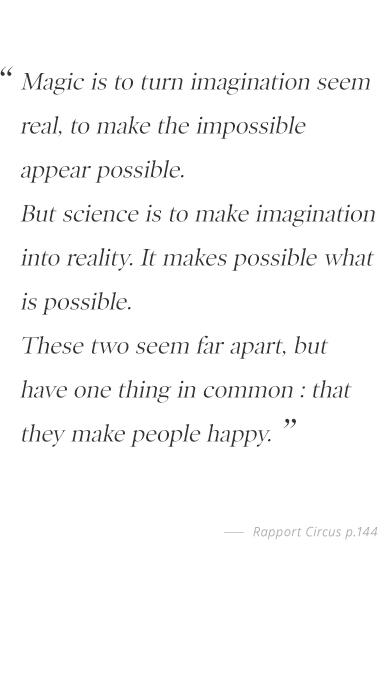 “ Magic is to turn imagination seem
real, to make the impossible
appear possible.
But science is to make imagination
into reality. It makes possible what
is possible.
These two seem far apart, but
have one thing in common : that
they make people happy. ”
— Rapport Circus p.144